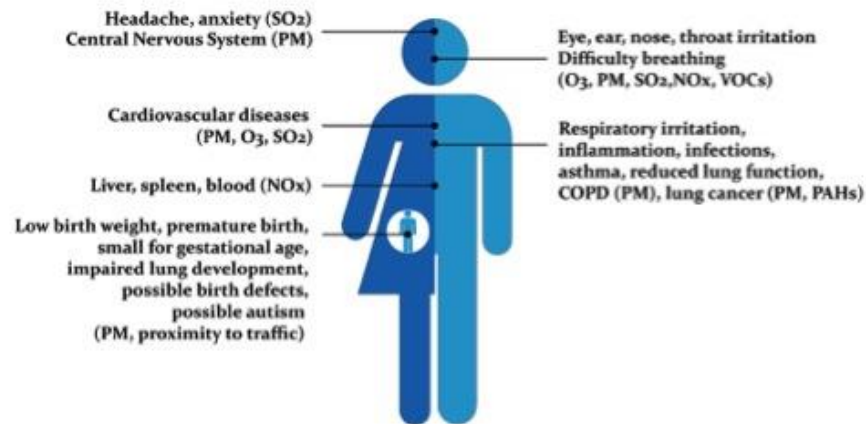 Headache, anxiety (SO2)
Central Nervous System (PM)
Eye, ear, nose, throat irritation
Difficulty breathing
(O3, PM, SO2,NOx, VOCs)
Cardiovascular diseases
(PM, O3, SO2)
Respiratory irritation,
inflammation, infections,
asthma, reduced lung function,
COPD (PM), lung cancer (PM, PAHs)
Liver, spleen, blood (NOx)
Low birth weight, premature birth,
small for gestational age,
impaired lung development,
possible birth defects,
possible autism
(PM, proximity to traffic)